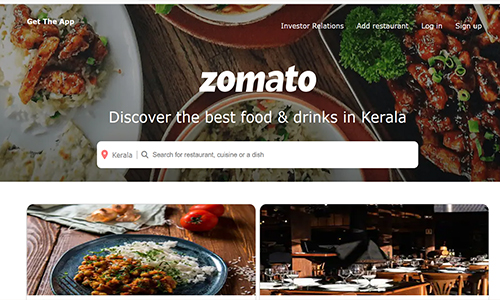 Get The App
Investor Relations Add restaurant Log in Sign up
zomato
Discover the best food & drinks in Kerala
Kerala Search for restaurant, cuisine or a dish